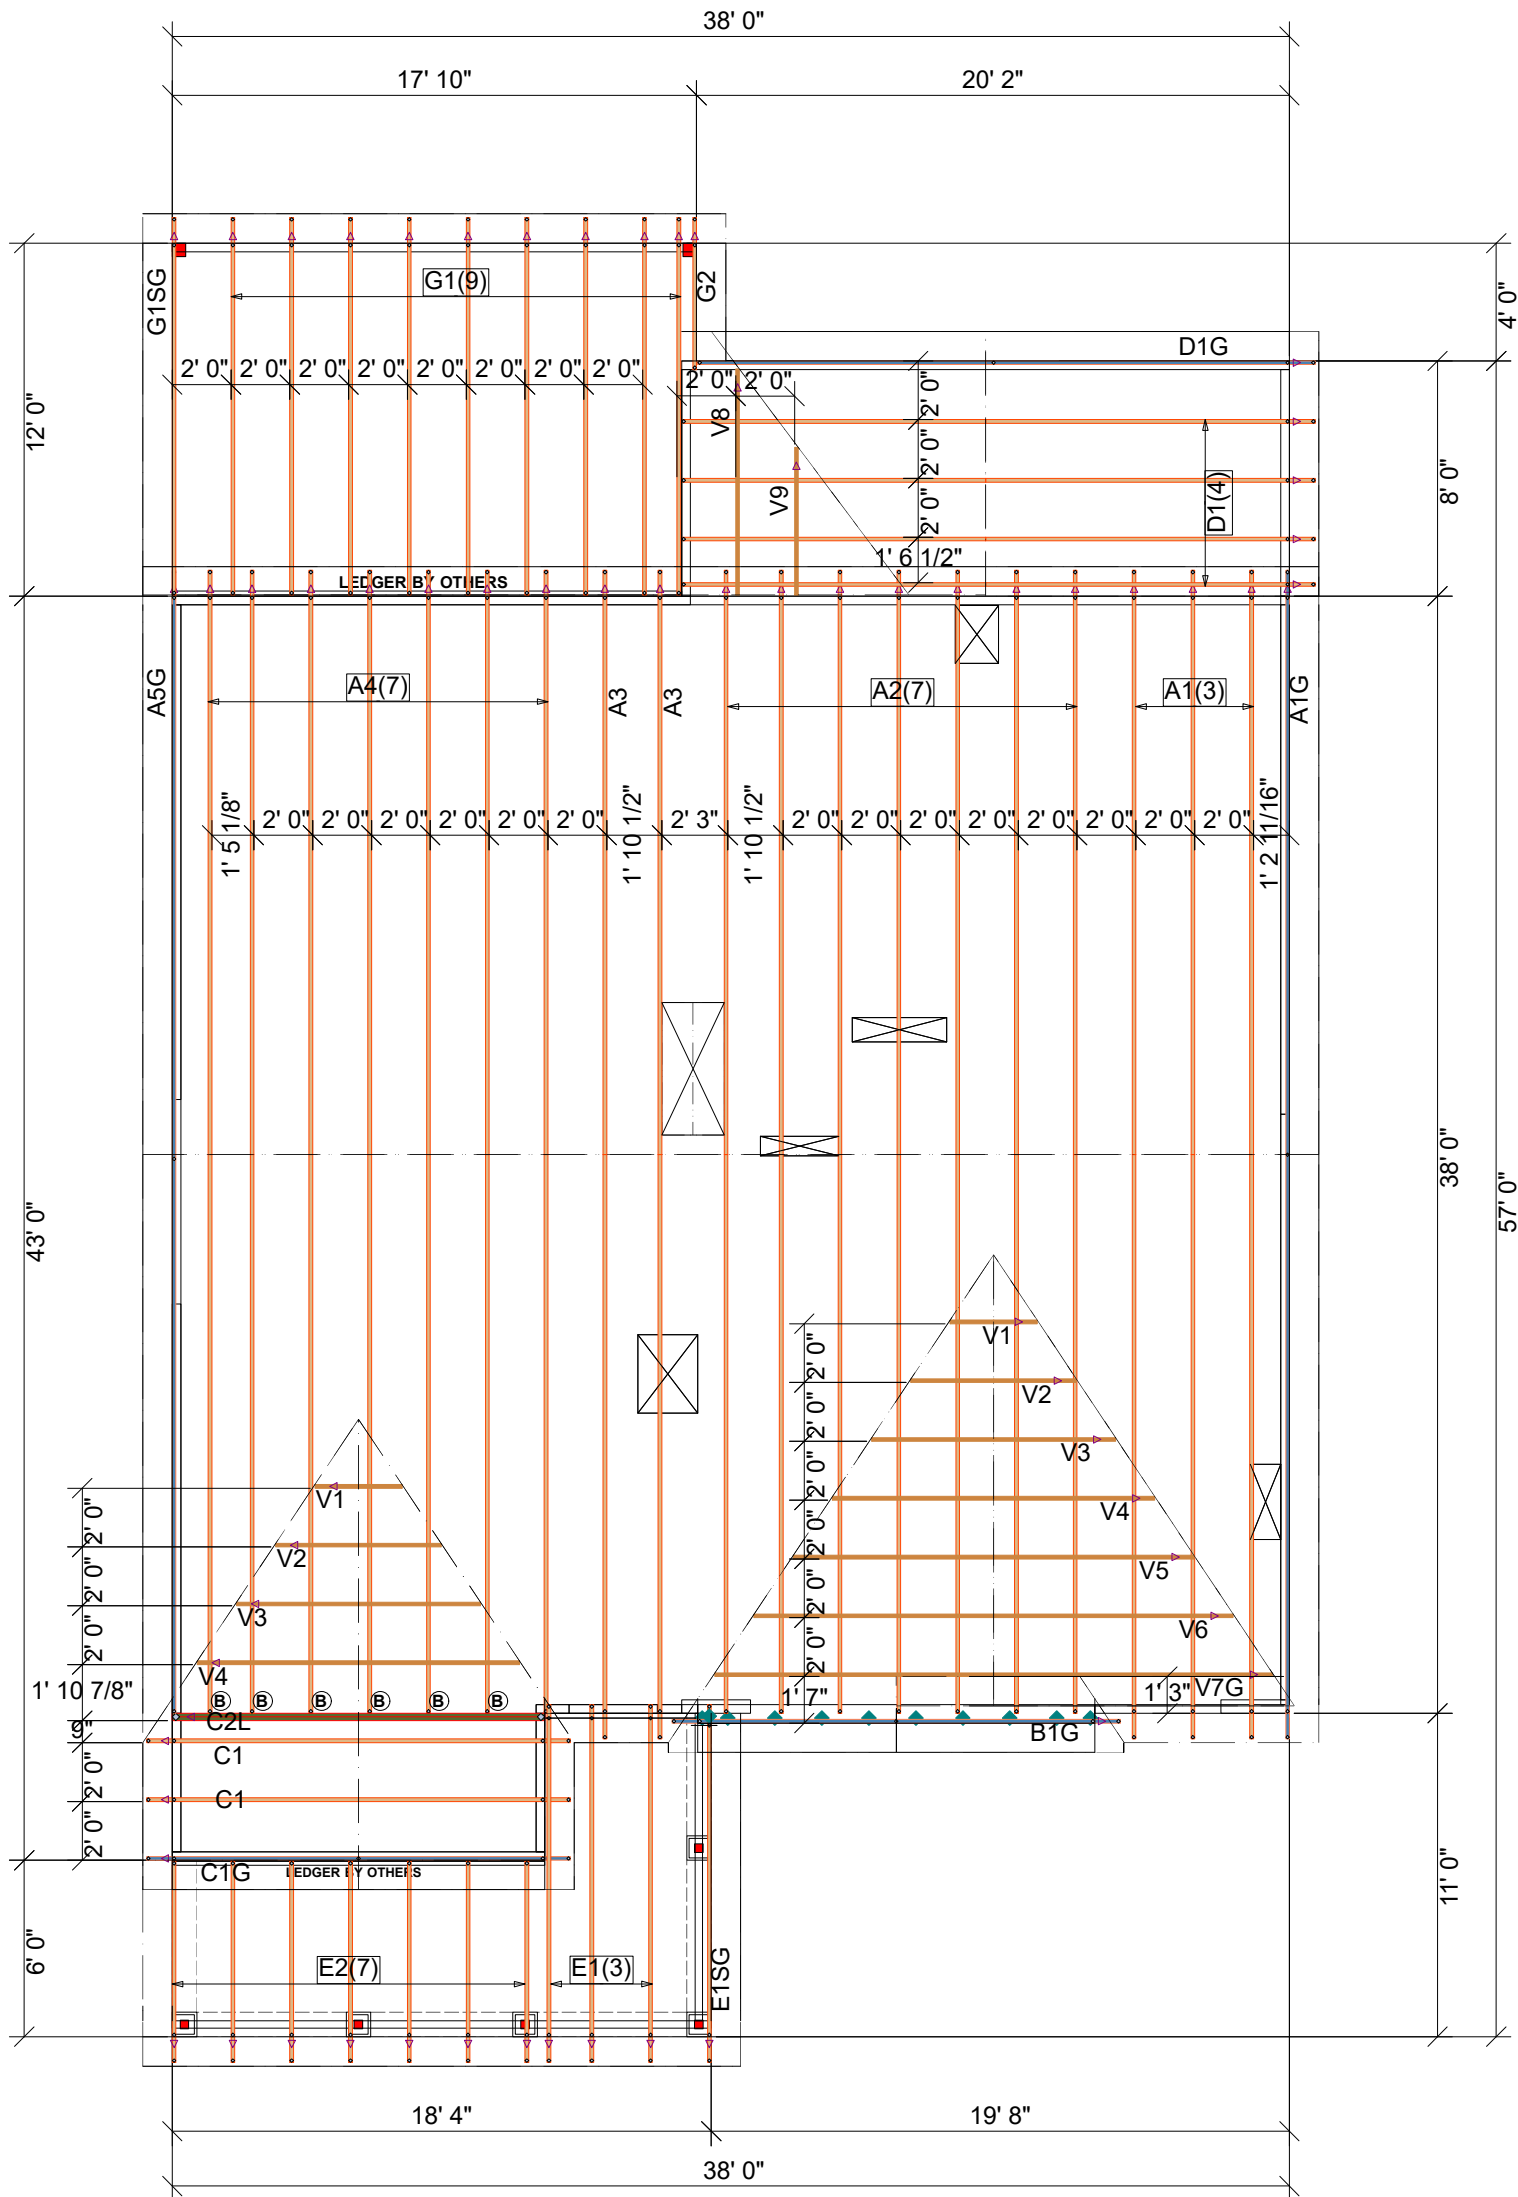 38' 0"
17' 10"
20' 2"
G1SG
G1(9)
G2
D1G
4' 0"
12' 0"
2' 0" 2' 0" 2' 0" 2' 0" 2' 0" 2' 0" 2' 0" 2' 0"
2' 0" 2' 0"
2' 0"
V8
2' 0"
V9
D1(4)
8' 0"
2' 0"
1' 6 1/2"
LEDGER BY OTHERS
A5G
A4(7)
A3
A3
A2(7)
A1(3)
A1G
1' 5 1/8"
2' 0" 2' 0" 2' 0" 2' 0" 2' 0" 2' 0"
1' 10 1/2"
2' 3"
1' 10 1/2"
2' 0" 2' 0" 2' 0" 2' 0" 2' 0" 2' 0" 2' 0" 2' 0"
1' 2 11/16"
43' 0"
38' 0"
57' 0"
V1
2' 0"
V2
2' 0"
V3
2' 0"
V4
2' 0"
V5
2' 0"
V6
2' 0"
V7G
1' 3"
1' 7"
V1
2' 0"
V2
2' 0"
V3
2' 0"
V4
1' 10 7/8"
B B B B B B
C2L
9"
B1G
C1
2' 0"
C1
2' 0"
C1G
LEDGER BY OTHERS
11' 0"
6' 0"
E2(7)
E1(3)
E1SG
18' 4"
19' 8"
38' 0"